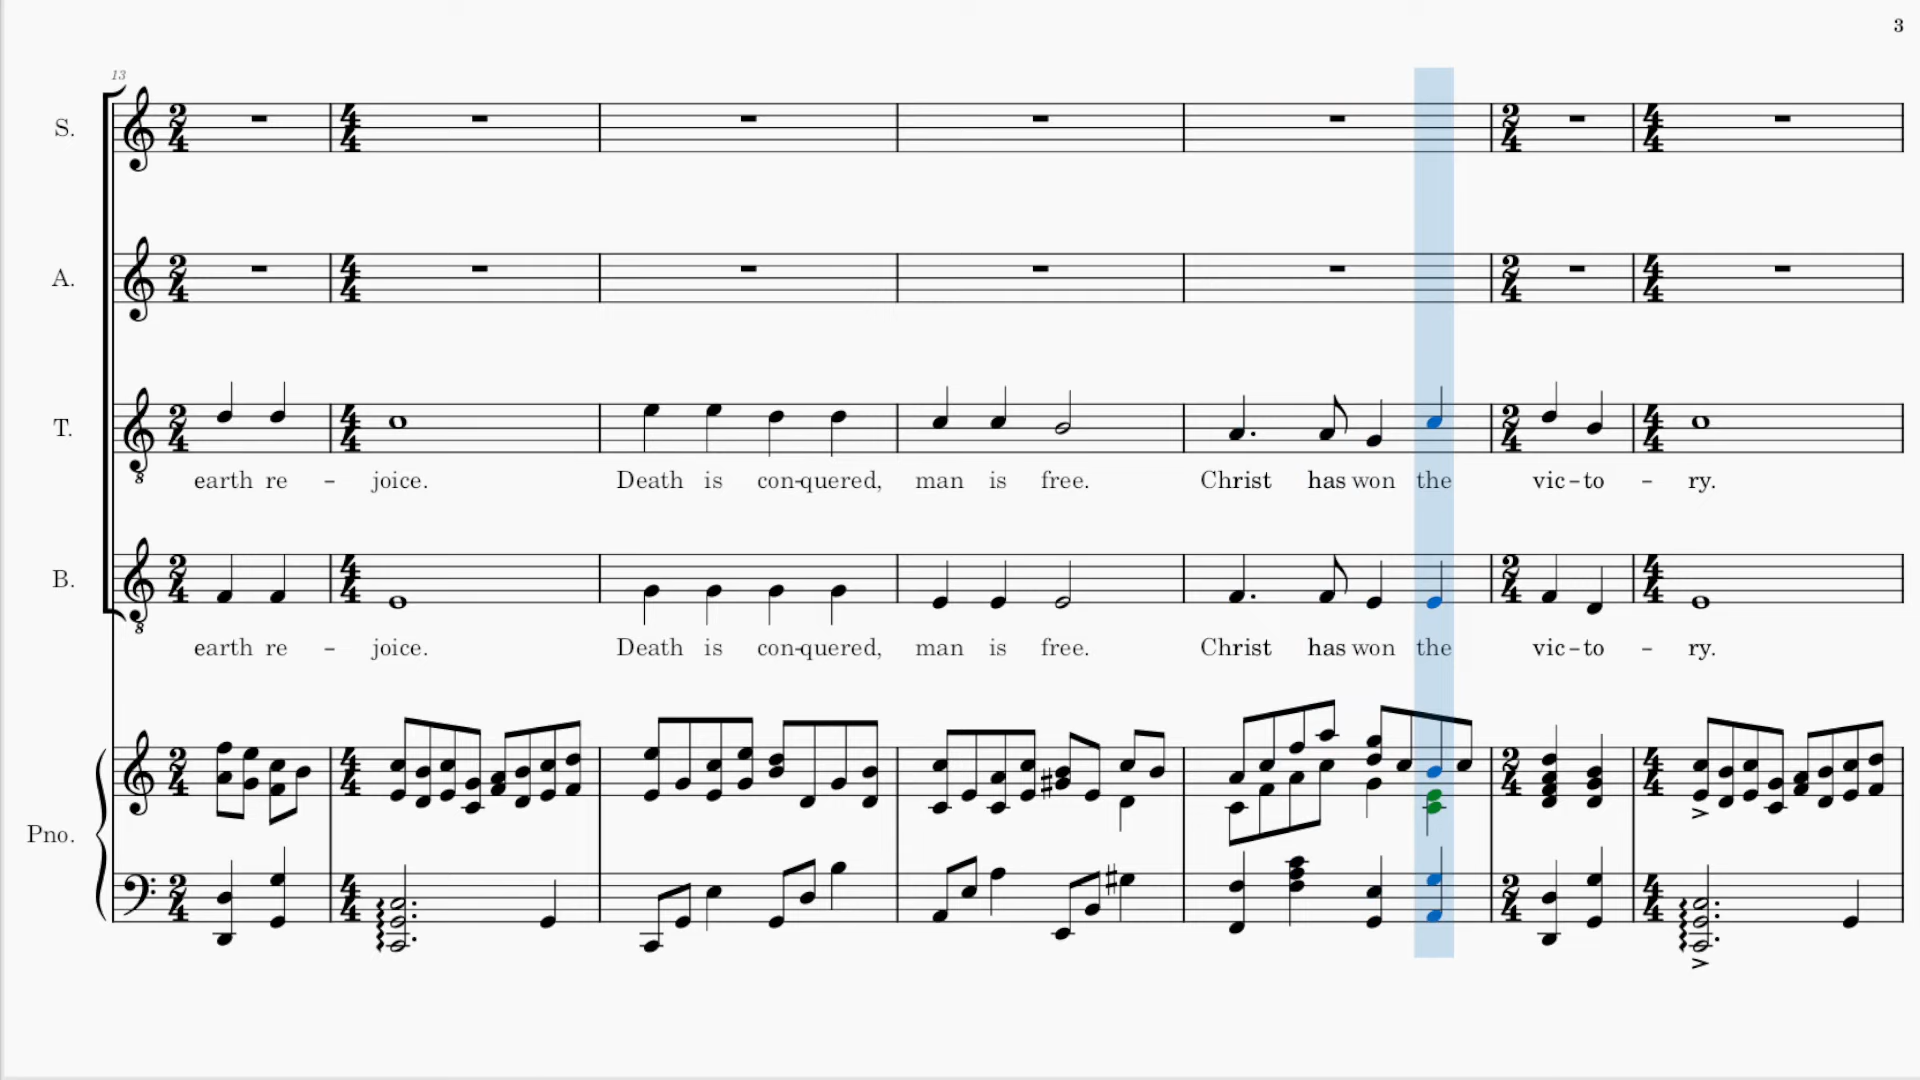 3
13
S.
A.
T.
earth re - joice. Death is con-quered, man is free. Christ has won the vic-to - ry.
B.
earth re - joice. Death is con-quered, man is free. Christ has won the vic-to - ry.
Pno.